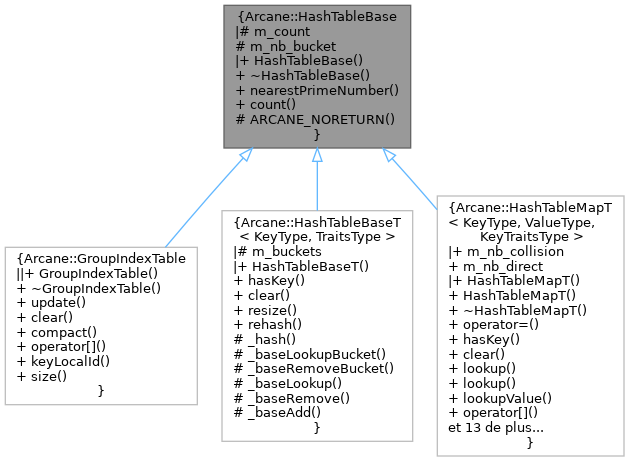 {Arcane::HashTableBase
|# m_count
# m_nb_bucket
|+ HashTableBase()
+ ~HashTableBase()
+ nearestPrimeNumber()
+ count()
# ARCANE_NORETURN()
}
{Arcane::GroupIndexTable
||+ GroupIndexTable()
+ ~GroupIndexTable()
+ update()
+ clear()
+ compact()
+ operator[]()
+ keyLocalId()
+ size()
}
{Arcane::HashTableBaseT
< KeyType, TraitsType >
|# m_buckets
|+ HashTableBaseT()
+ hasKey()
+ clear()
+ resize()
+ rehash()
# _hash()
# _baseLookupBucket()
# _baseRemoveBucket()
# _baseLookup()
# _baseRemove()
# _baseAdd()
}
{Arcane::HashTableMapT
< KeyType, ValueType,
KeyTraitsType >
|+ m_nb_collision
+ m_nb_direct
|+ HashTableMapT()
+ HashTableMapT()
+ ~HashTableMapT()
+ operator=()
+ hasKey()
+ clear()
+ lookup()
+ lookup()
+ lookupValue()
+ operator[]()
et 13 de plus...
}